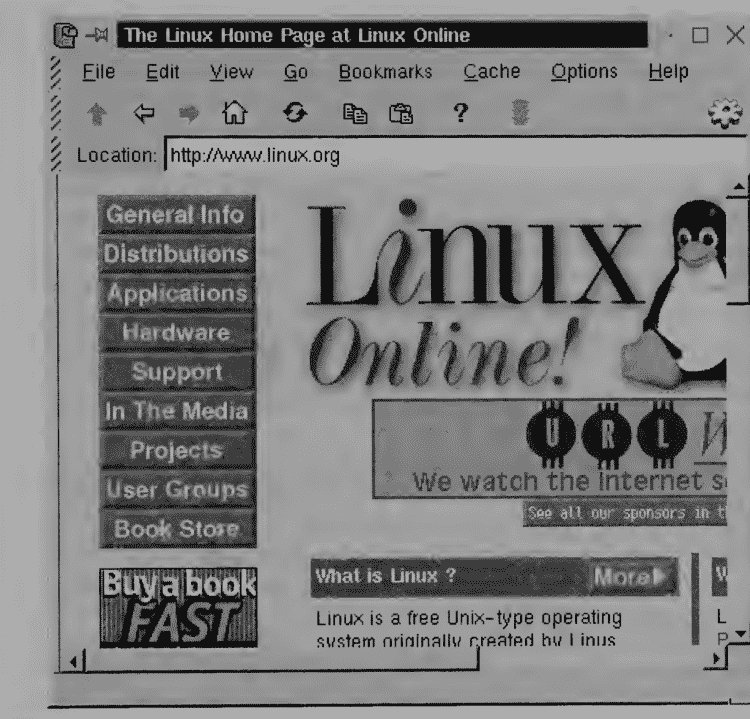 The Linux Home Page at Linux Online
File Edit View Go Bookmarks Cache Options Help
?
Location: http://www.linux.org
General Info
Distributions
Applications
Hardware
Support
In The Media
Projects
User Groups
Book Store
Buy a book
FAST
Linux
Online!
URL W
We watch the Internet s
See all our sponsors in t
What is Linux ? More
Linux is a free Unix-type operating
system originally created by Linus
W
L
P